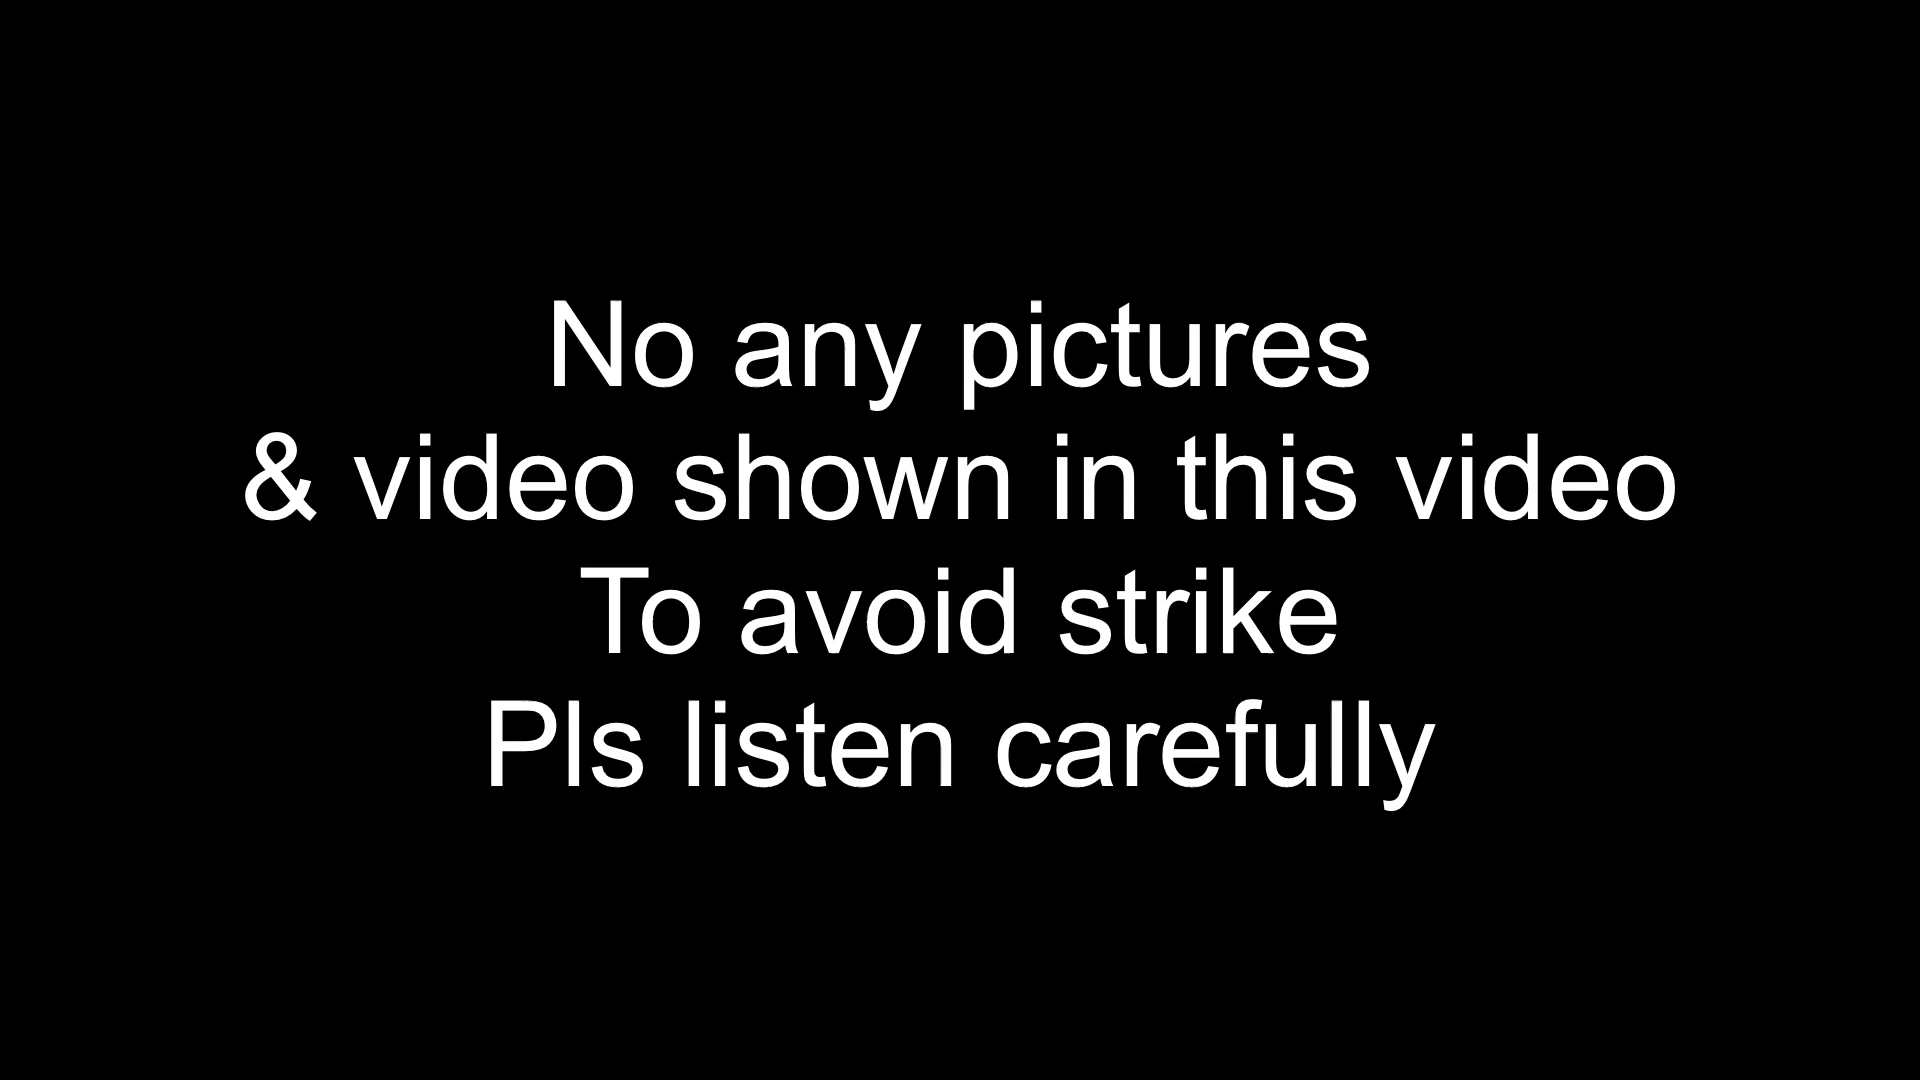 No any pictures
& video shown in this video
To avoid strike
Pls listen carefully